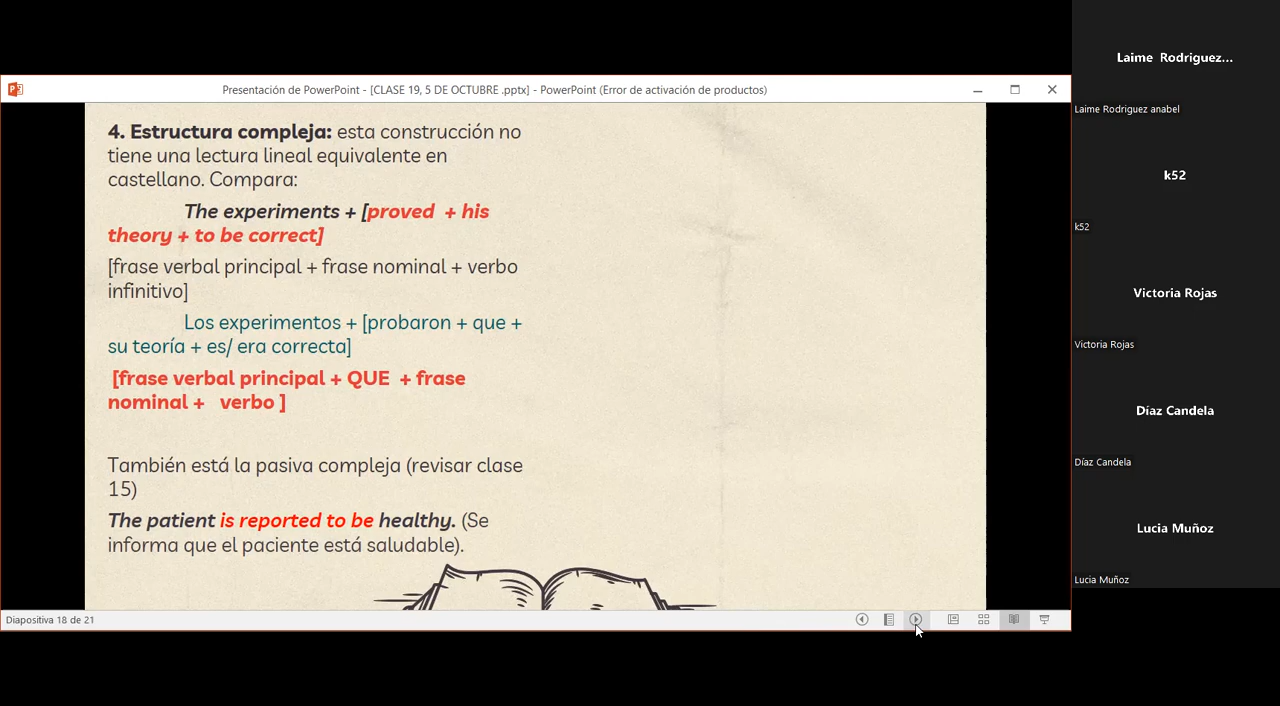 Presentación de PowerPoint - [CLASE 19, 5 DE OCTUBRE .pptx] - PowerPoint (Error de activación de productos)
4. Estructura compleja: esta construcción no
tiene una lectura lineal equivalente en
castellano. Compara:
The experiments + [proved + his
theory + to be correct]
[frase verbal principal + frase nominal + verbo
infinitivo]
Los experimentos + [probaron + que +
su teoría + es/ era correcta]
[frase verbal principal + QUE + frase
nominal + verbo ]
También está la pasiva compleja (revisar clase
15)
The patient is reported to be healthy. (Se
informa que el paciente está saludable).
Diapositiva 18 de 21
Laime Rodriguez...
Laime Rodriguez anabel
k52
k52
Victoria Rojas
Victoria Rojas
Díaz Candela
Díaz Candela
Lucia Muñoz
Lucia Muñoz